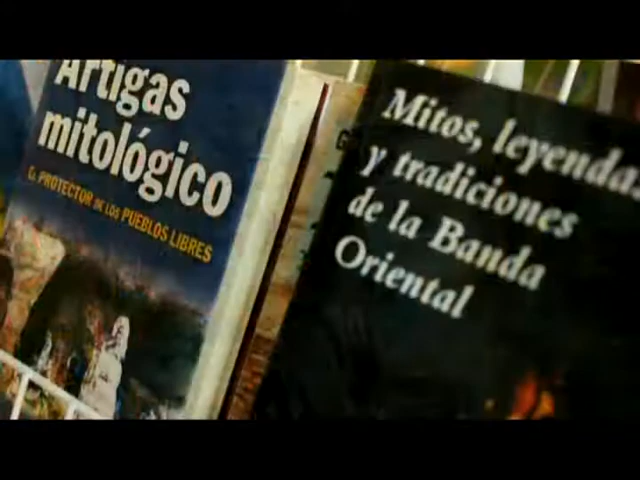 Artigas
mitológico
EL PROTECTOR DE LOS PUEBLOS LIBRES
Mitos, leyendas
y tradiciones
de la Banda
Oriental